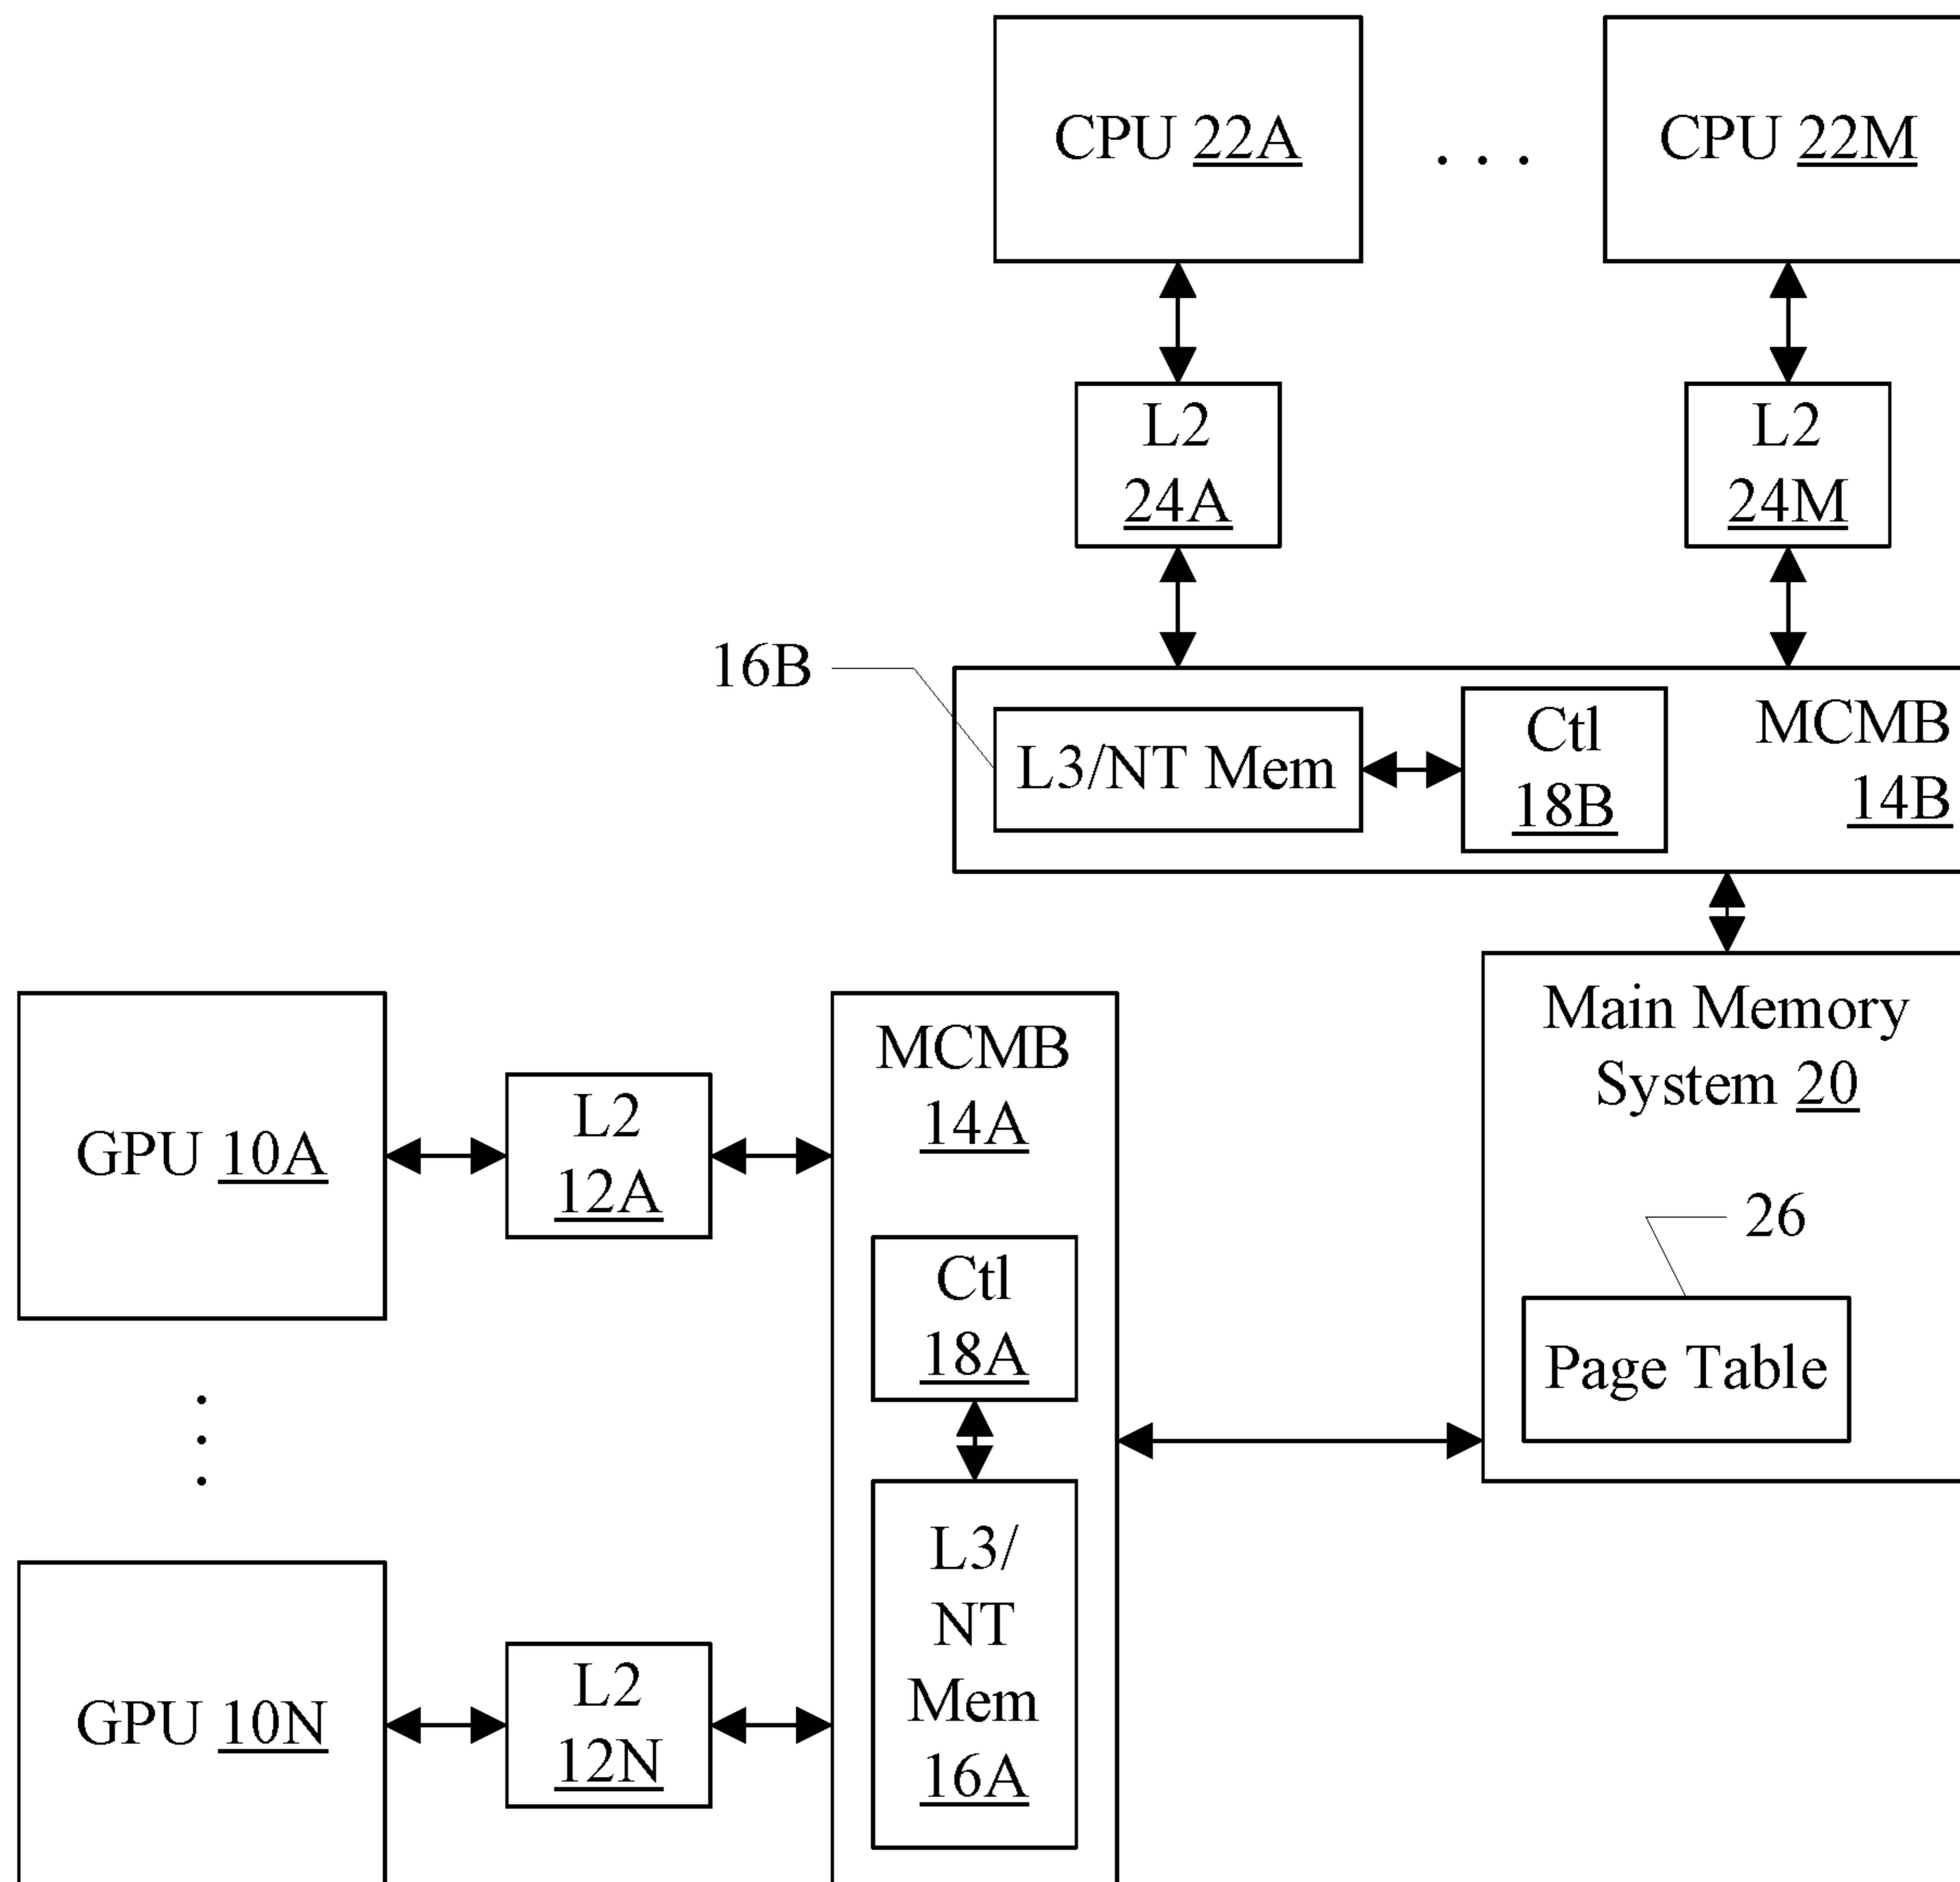 CPU 22A
. . .
CPU 22M
L2
24A
L2
24M
16B
L3/NT Mem
Ctl
18B
MCMB
14B
Main Memory
System 20
26
Page Table
GPU 10A
L2
12A
MCMB
14A
Ctl
18A
L3/
NT
Mem
16A
GPU 10N
L2
12N